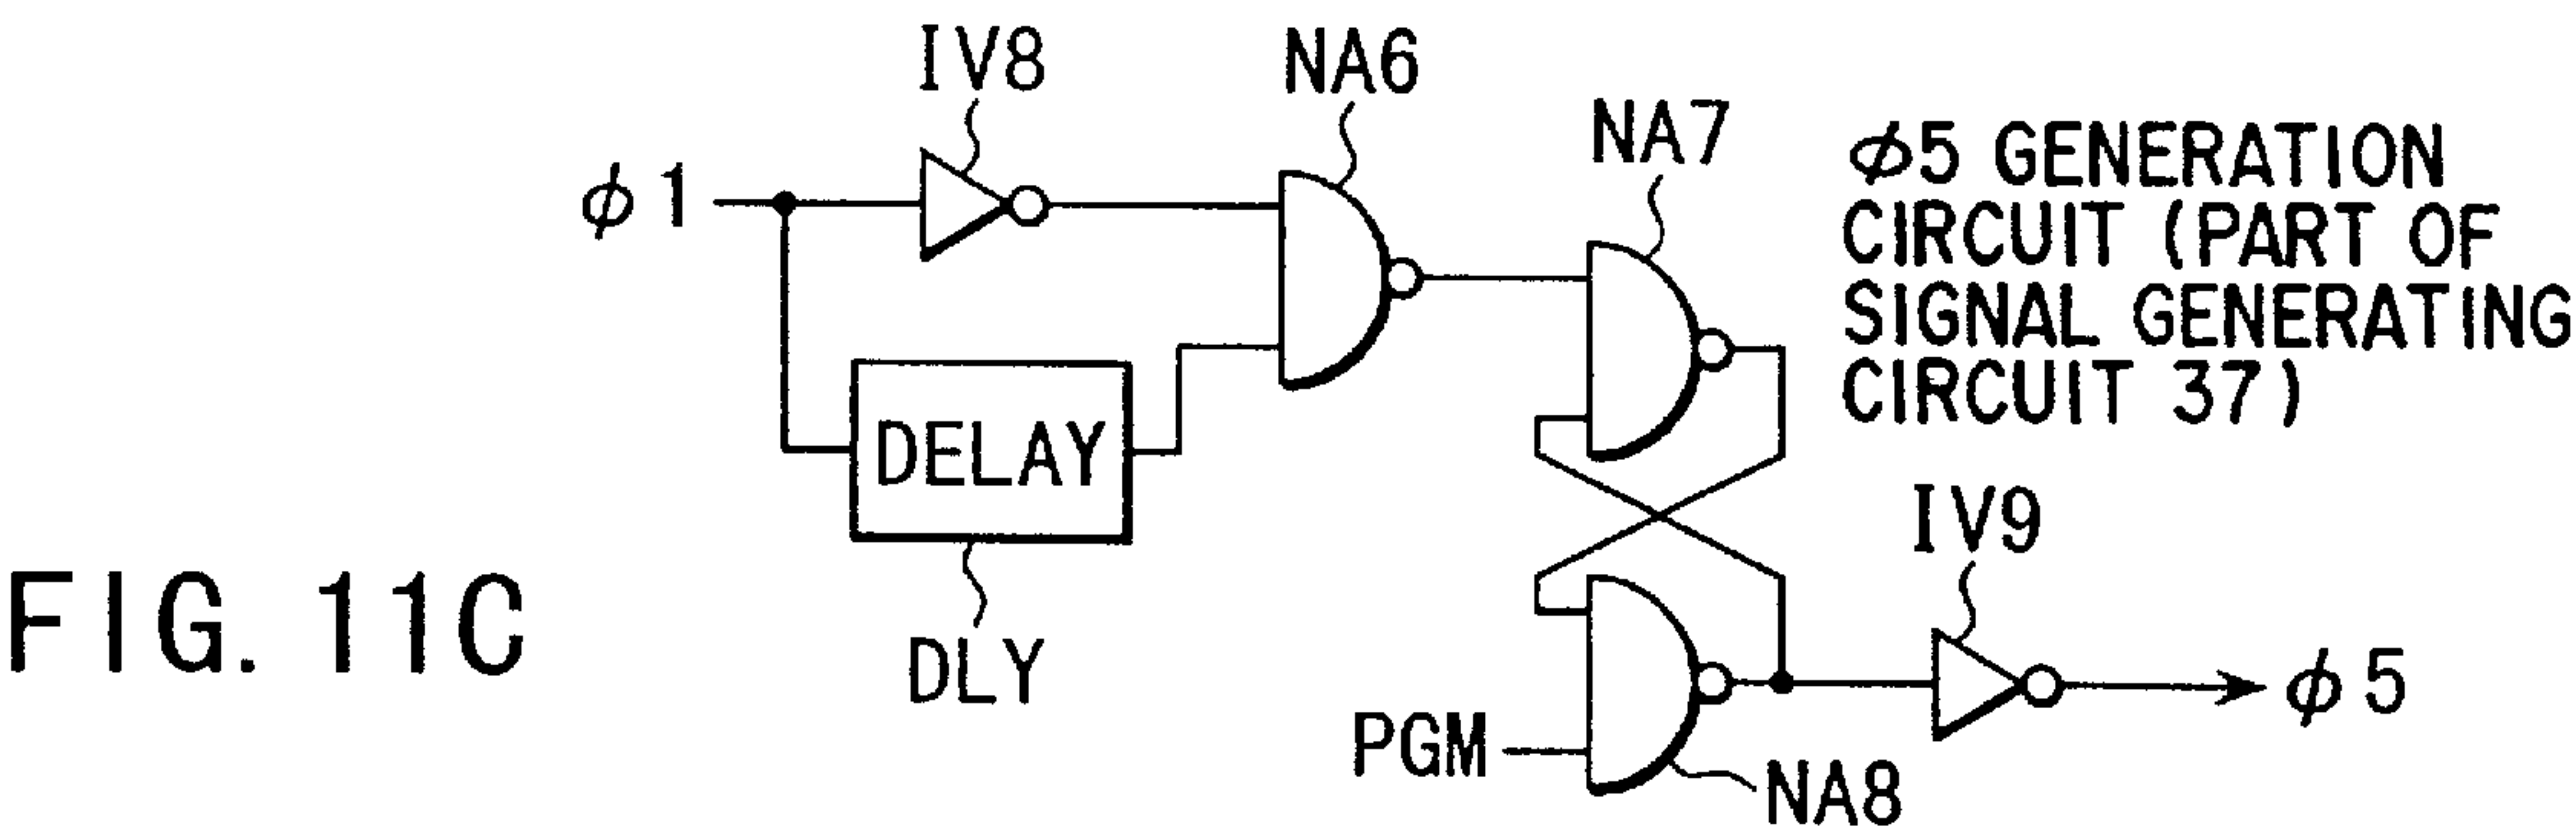 IV8
NA6
NA7
ϕ1
ϕ5 GENERATION
CIRCUIT (PART OF
SIGNAL GENERATING
CIRCUIT 37)
DELAY
DLY
IV9
ϕ5
PGM
NA8
FIG. 11C